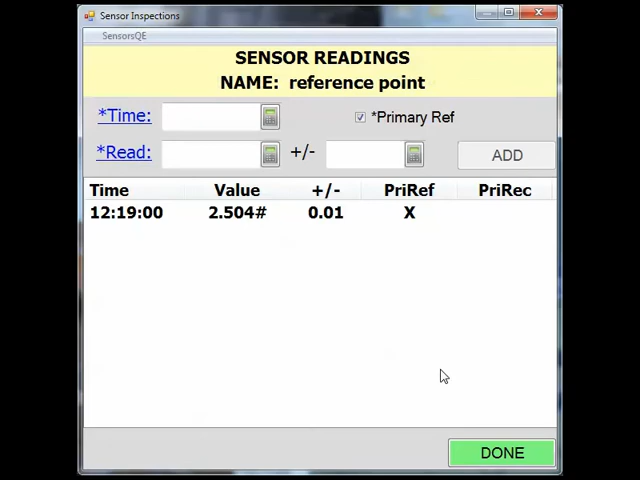 Sensor Inspections
SensorsQE
SENSOR READINGS
NAME: reference point
*Time:
*Primary Ref
*Read:
+/-
ADD
Time Value +/- PriRef PriRec
12:19:00 2.504# 0.01 X
DONE